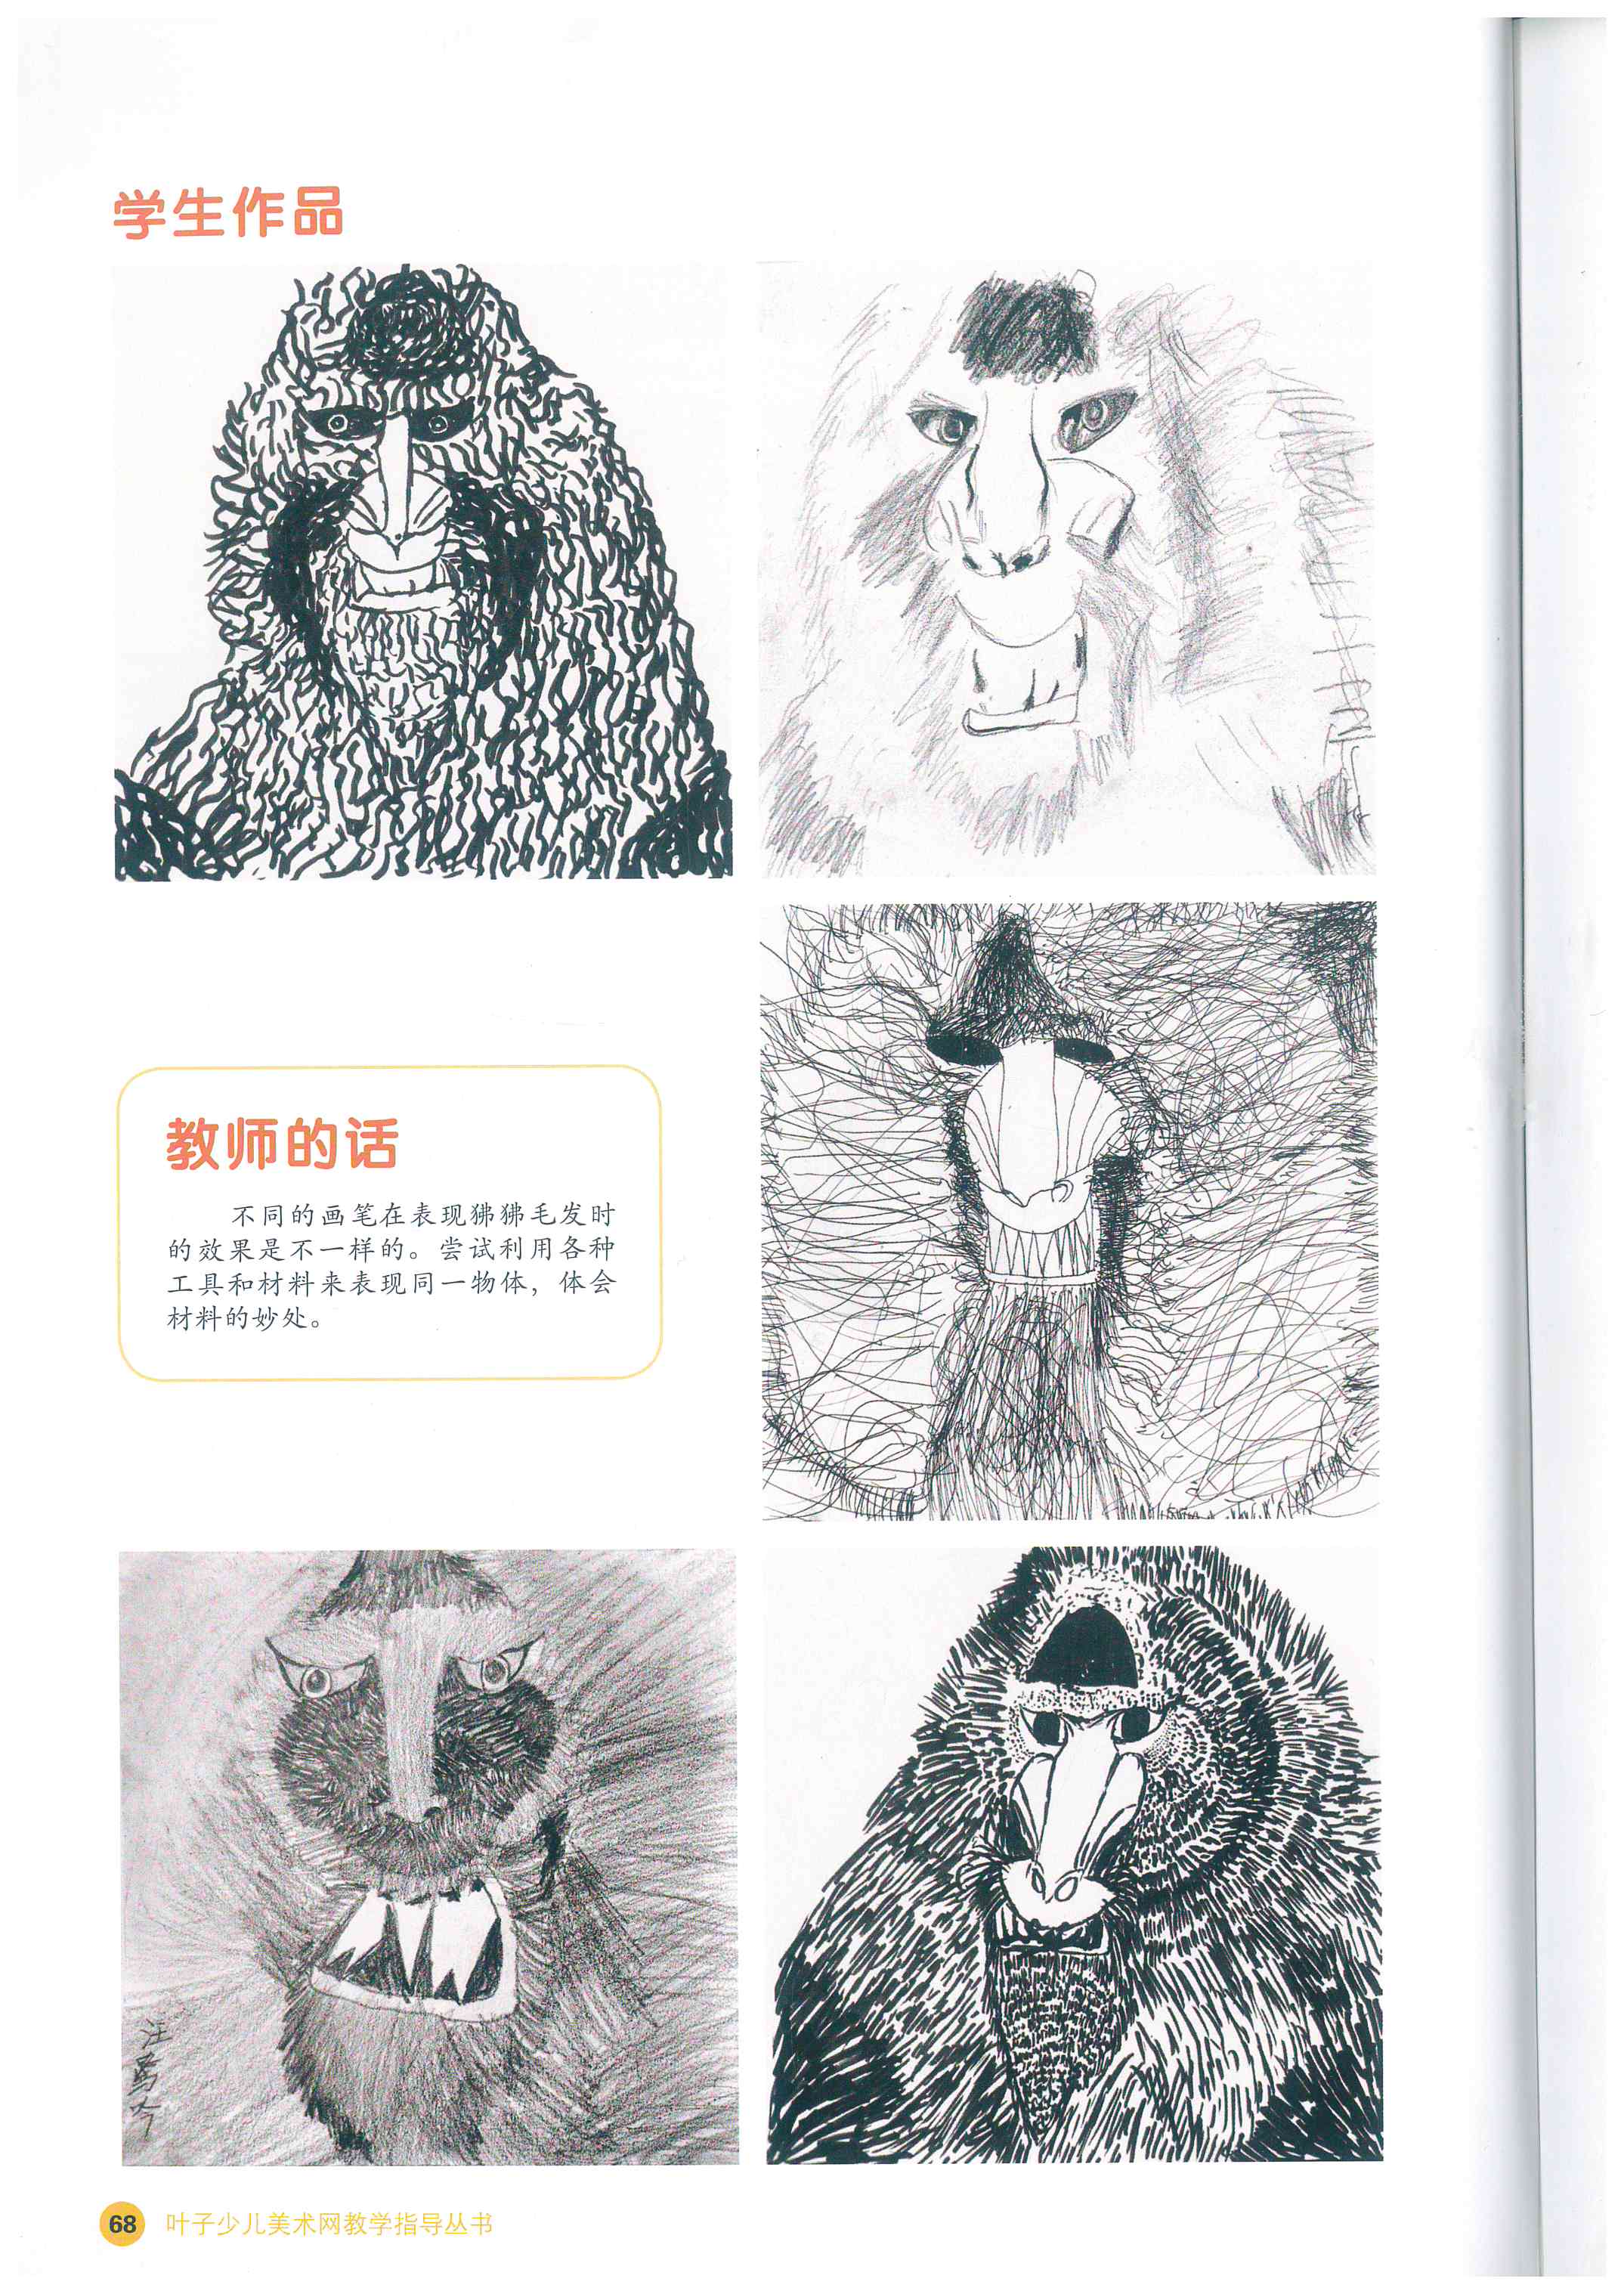 学生作品
教师的话
不同的画笔在表现狒狒毛发时
的效果是不一样的。尝试利用各种
工具和材料来表现同一物体，体会
材料的妙处。
68 叶子少儿美术网教学指导丛书